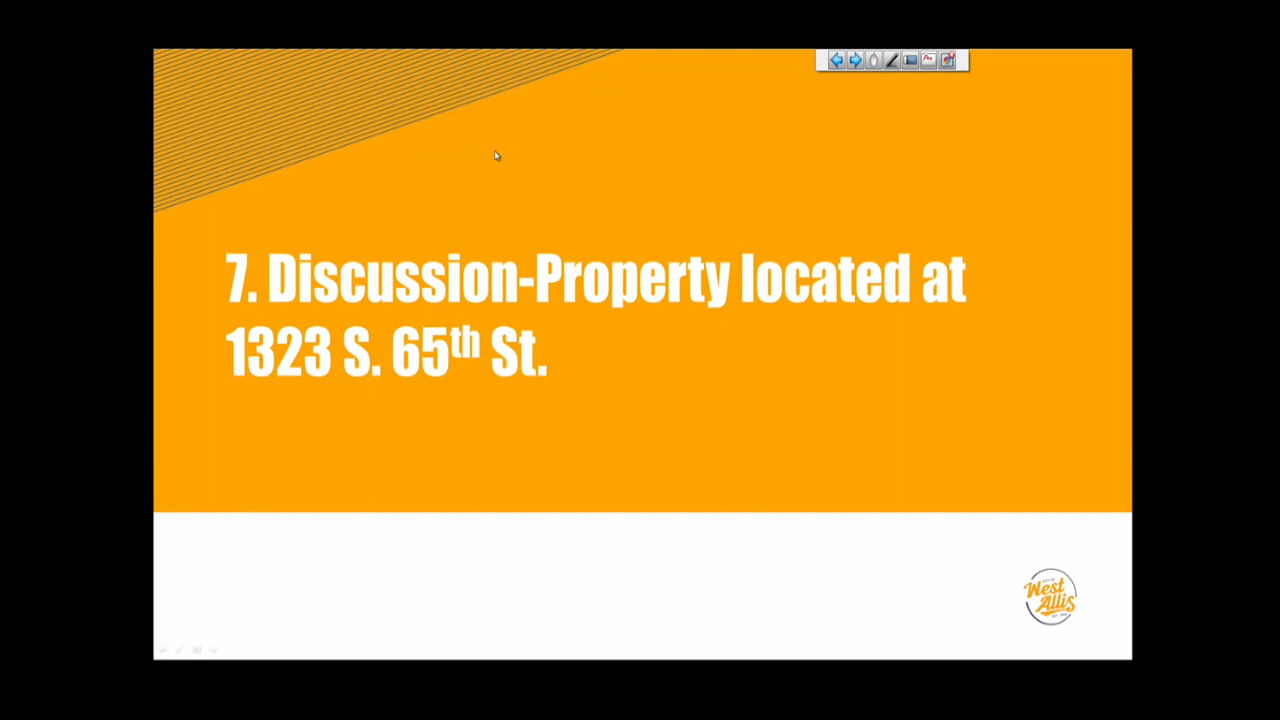 7. Discussion-Property located at
1323 S. 65th St.
West
Allis